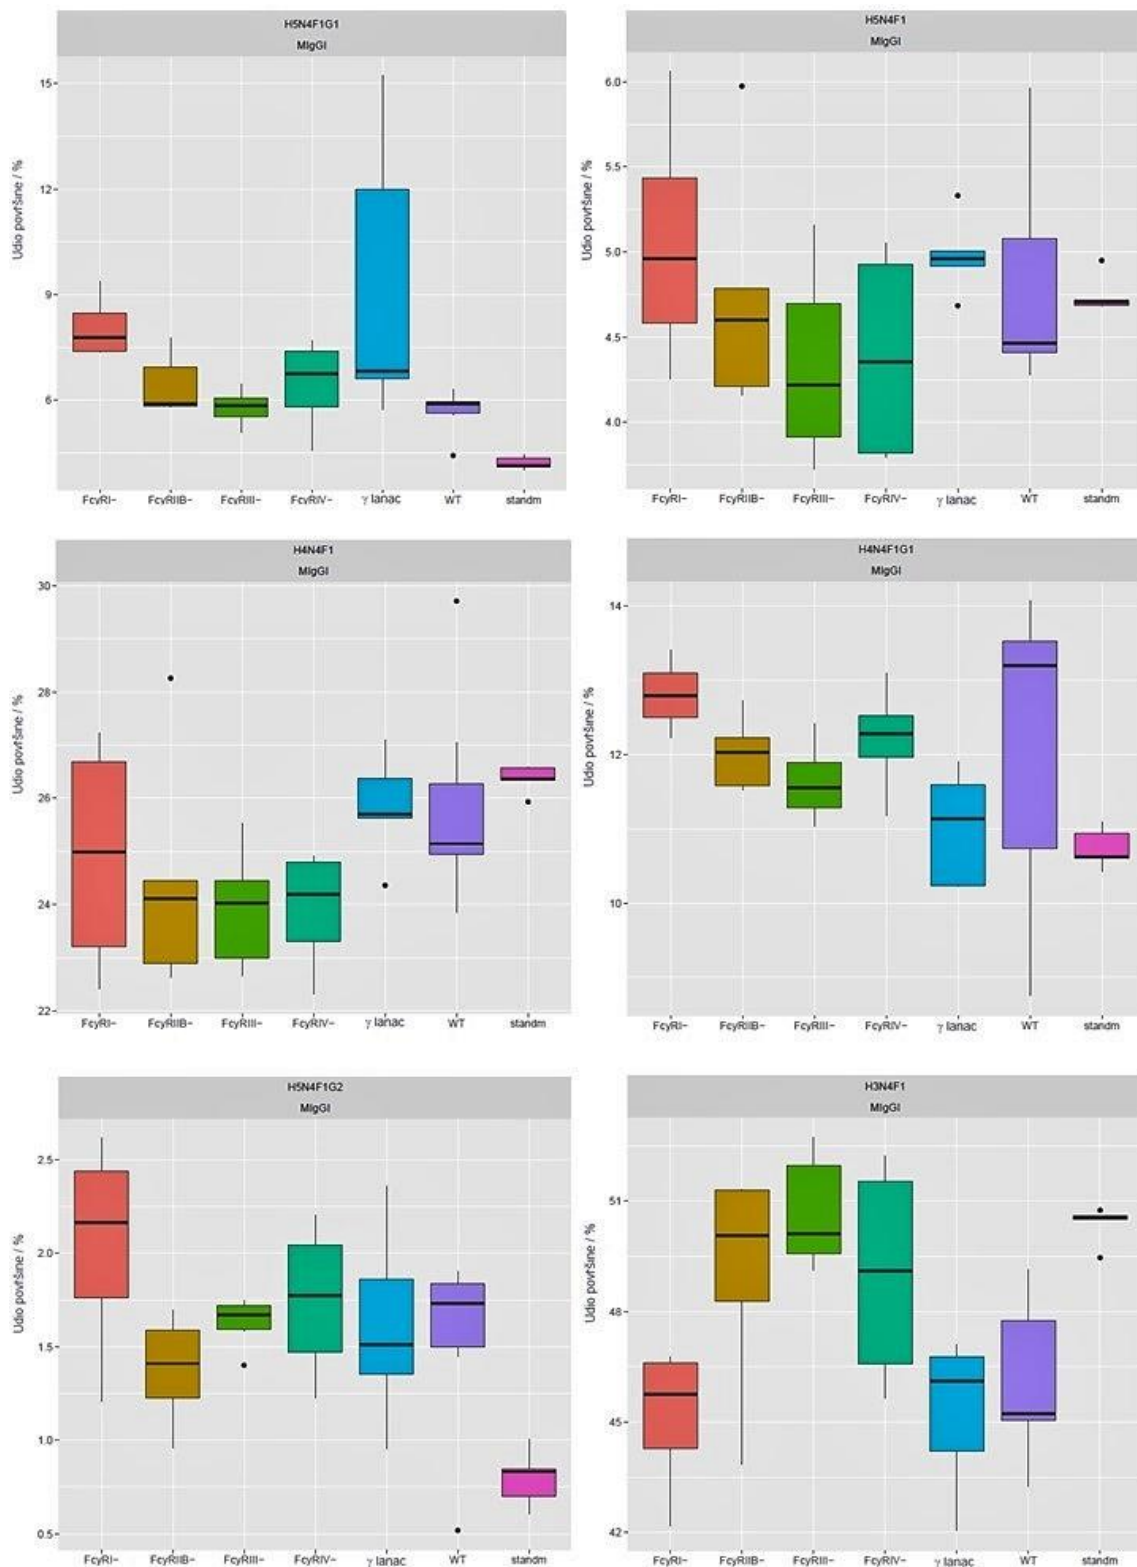 H5N4F1G1
MIgGI
Udio površine / %
15
12
9
6
FcγRI− FcγRIIB− FcγRIII− FcγRIV− γ lanac WT standm
H5N4F1
MIgGI
Udio površine / %
6.0
5.5
5.0
4.5
4.0
FcγRI− FcγRIIB− FcγRIII− FcγRIV− γ lanac WT standm
H4N4F1
MIgGI
Udio površine / %
30
28
26
24
22
FcγRI− FcγRIIB− FcγRIII− FcγRIV− γ lanac WT standm
H4N4F1G1
MIgGI
Udio površine / %
14
12
10
FcγRI− FcγRIIB− FcγRIII− FcγRIV− γ lanac WT standm
H5N4F1G2
MIgGI
Udio površine / %
2.5
2.0
1.5
1.0
0.5
FcγRI− FcγRIIB− FcγRIII− FcγRIV− γ lanac WT standm
H3N4F1
MIgGI
Udio površine / %
51
48
45
42
FcγRI− FcγRIIB− FcγRIII− FcγRIV− γ lanac WT standm